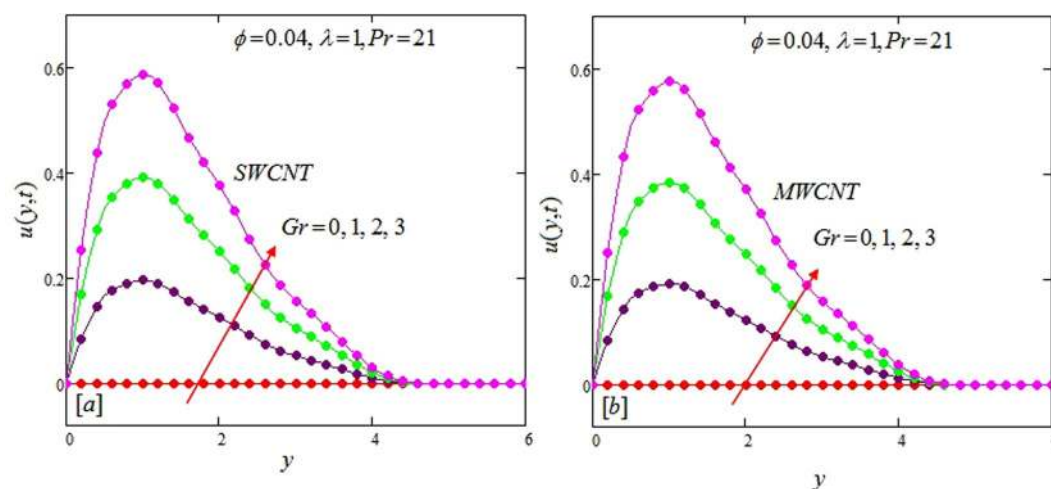 ϕ=0.04, λ=1, Pr=21
0.6
0.4
0.2
0
u(y,t)
SWCNT
Gr=0, 1, 2, 3
[a]
0 2 4 6
y
ϕ=0.04, λ=1, Pr=21
0.6
0.4
0.2
0
u(y,t)
MWCNT
Gr=0, 1, 2, 3
[b]
0 2 4
y